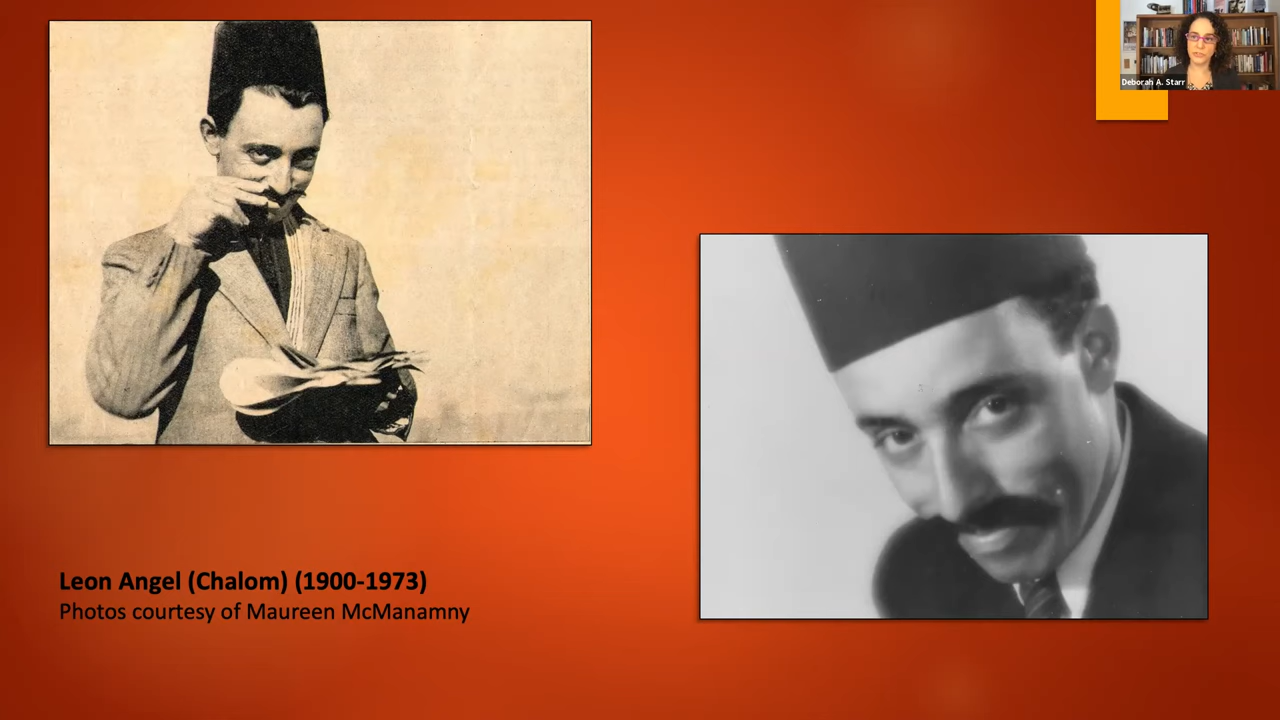 Deborah A. Starr
Leon Angel (Chalom) (1900-1973)
Photos courtesy of Maureen McManamny